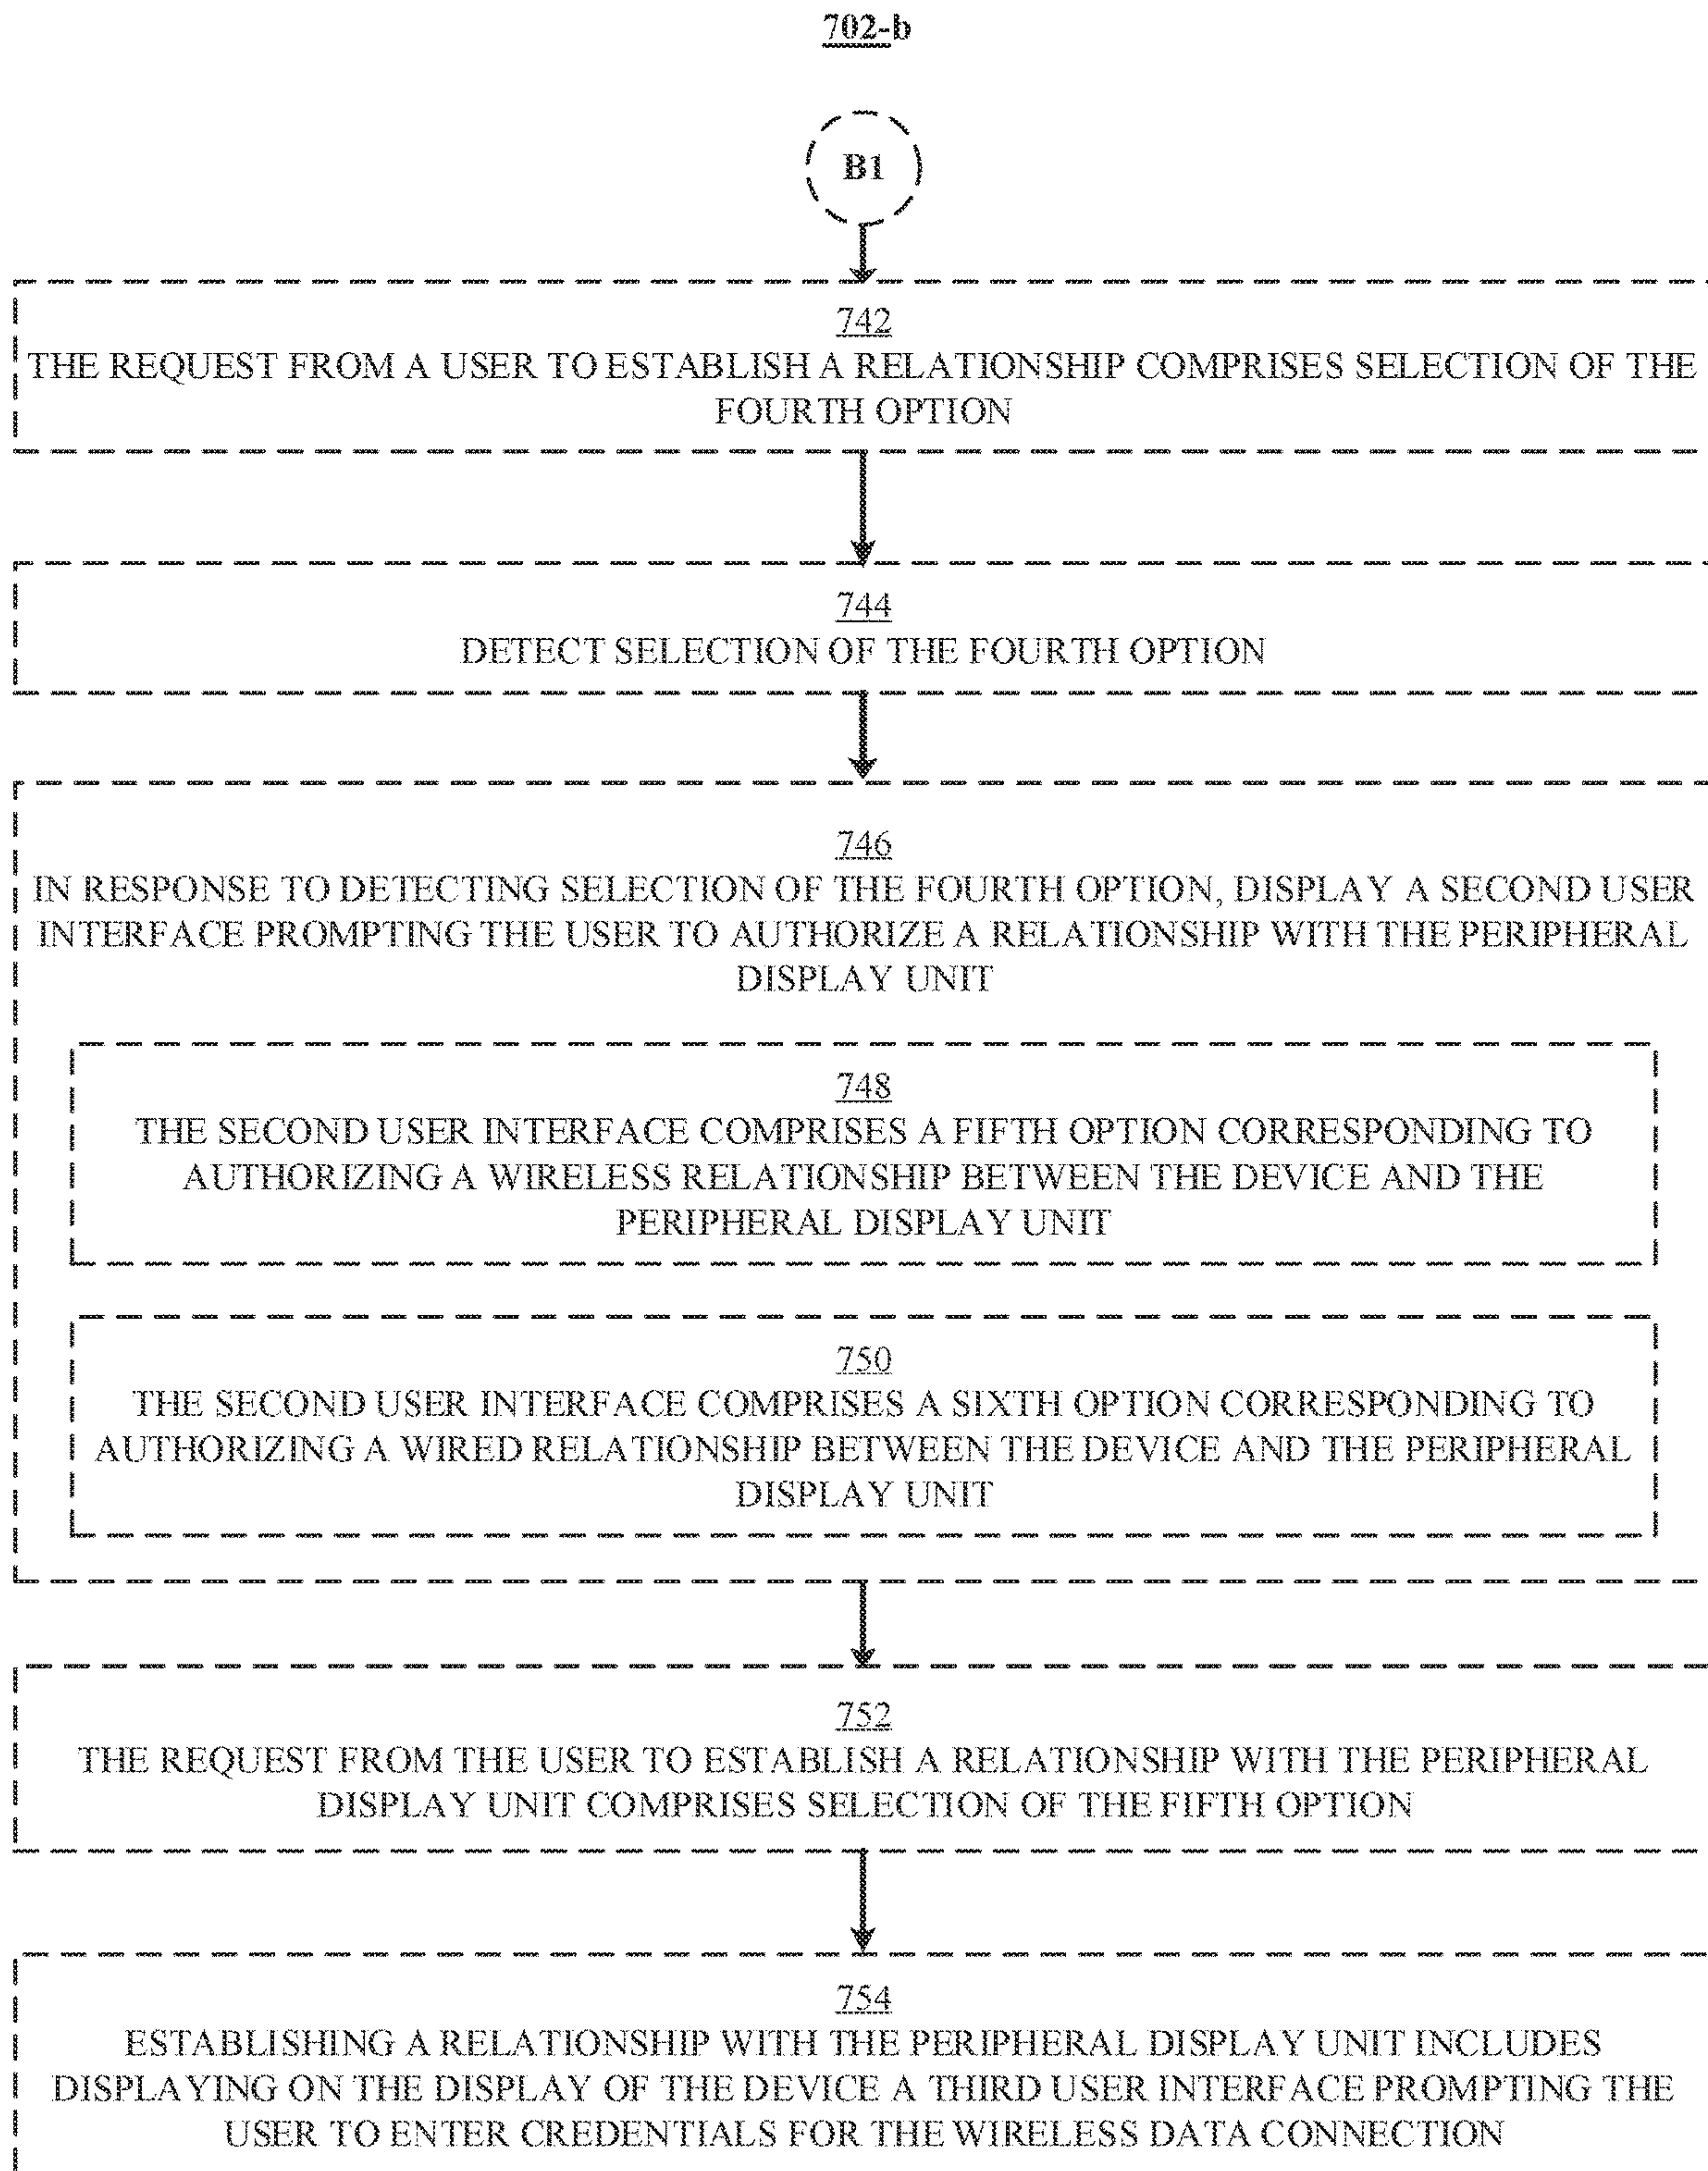 702-b
B1
742
THE REQUEST FROM A USER TO ESTABLISH A RELATIONSHIP COMPRISES SELECTION OF THE
FOURTH OPTION
744
DETECT SELECTION OF THE FOURTH OPTION
746
IN RESPONSE TO DETECTING SELECTION OF THE FOURTH OPTION, DISPLAY A SECOND USER
INTERFACE PROMPTING THE USER TO AUTHORIZE A RELATIONSHIP WITH THE PERIPHERAL
DISPLAY UNIT
748
THE SECOND USER INTERFACE COMPRISES A FIFTH OPTION CORRESPONDING TO
AUTHORIZING A WIRELESS RELATIONSHIP BETWEEN THE DEVICE AND THE
PERIPHERAL DISPLAY UNIT
750
THE SECOND USER INTERFACE COMPRISES A SIXTH OPTION CORRESPONDING TO
AUTHORIZING A WIRED RELATIONSHIP BETWEEN THE DEVICE AND THE PERIPHERAL
DISPLAY UNIT
752
THE REQUEST FROM THE USER TO ESTABLISH A RELATIONSHIP WITH THE PERIPHERAL
DISPLAY UNIT COMPRISES SELECTION OF THE FIFTH OPTION
754
ESTABLISHING A RELATIONSHIP WITH THE PERIPHERAL DISPLAY UNIT INCLUDES
DISPLAYING ON THE DISPLAY OF THE DEVICE A THIRD USER INTERFACE PROMPTING THE
USER TO ENTER CREDENTIALS FOR THE WIRELESS DATA CONNECTION